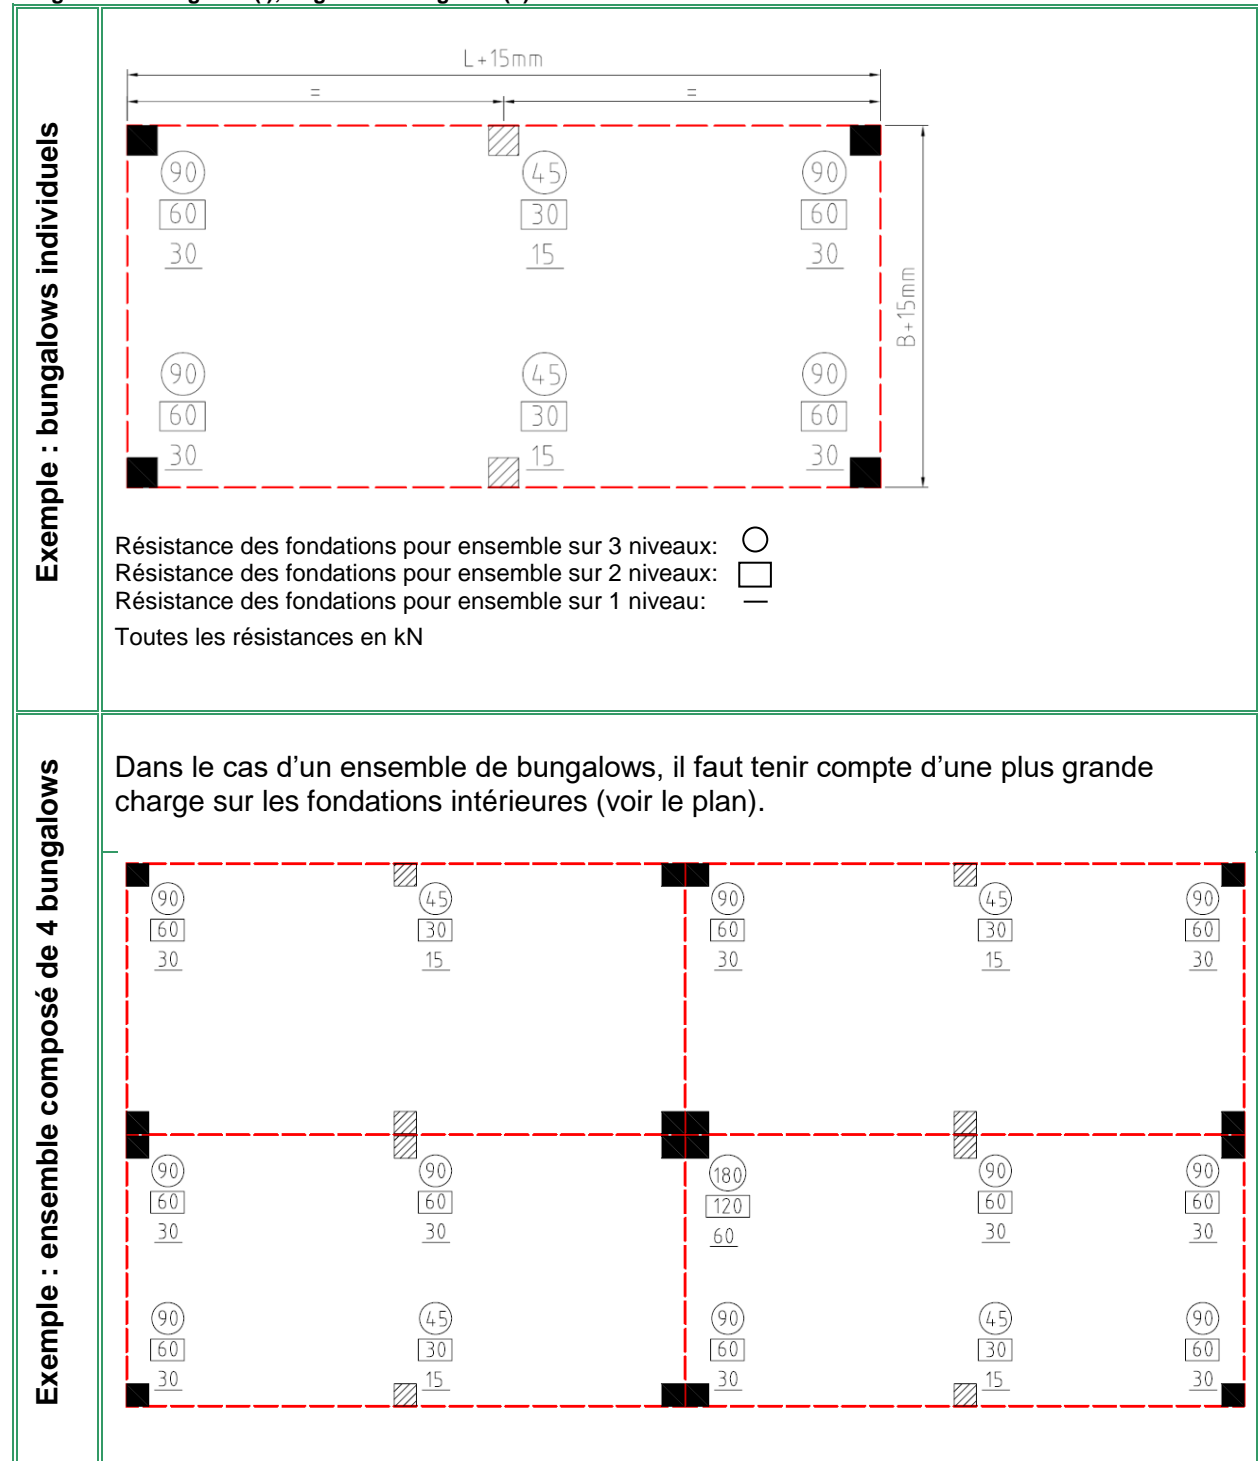 Exemple : bungalows individuels
L+15mm
= =
90 45 90
60 30 60
30 15 30
B+15mm
90 45 90
60 30 60
30 15 30
Résistance des fondations pour ensemble sur 3 niveaux:
Résistance des fondations pour ensemble sur 2 niveaux:
Résistance des fondations pour ensemble sur 1 niveau:
Toutes les résistances en kN
Exemple : ensemble composé de 4 bungalows
Dans le cas d’un ensemble de bungalows, il faut tenir compte d’une plus grande
charge sur les fondations intérieures (voir le plan).
90 45 90 45 90
60 30 60 30 60
30 15 30 15 30
90 90 180 90 90
60 60 120 60 60
30 30 60 30 30
90 45 90 45 90
60 30 60 30 60
30 15 30 15 30